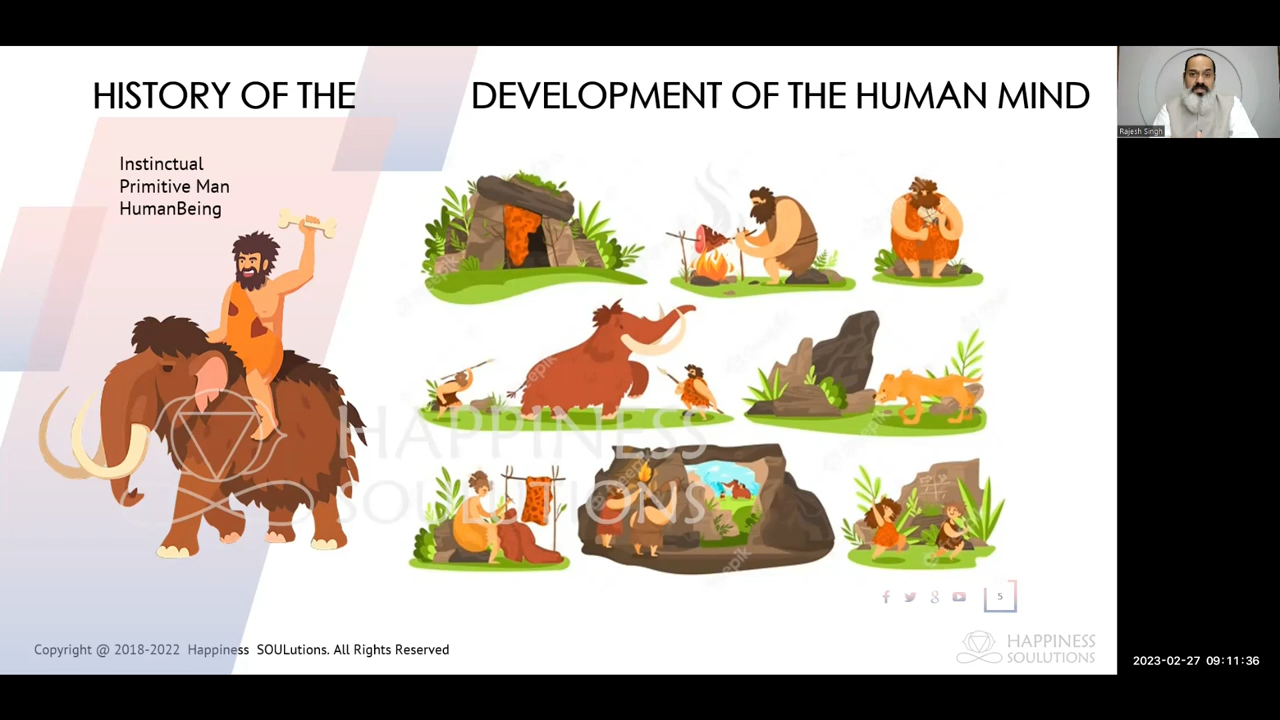 HISTORY OF THE DEVELOPMENT OF THE HUMAN MIND
Rajesh Singh
Instinctual
Primitive Man
HumanBeing
HAPPINESS
SOULUTIONS
5
Copyright @ 2018-2022 Happiness SOULutions. All Rights Reserved
HAPPINESS
SOULUTIONS
2023-02-27 09:11:36